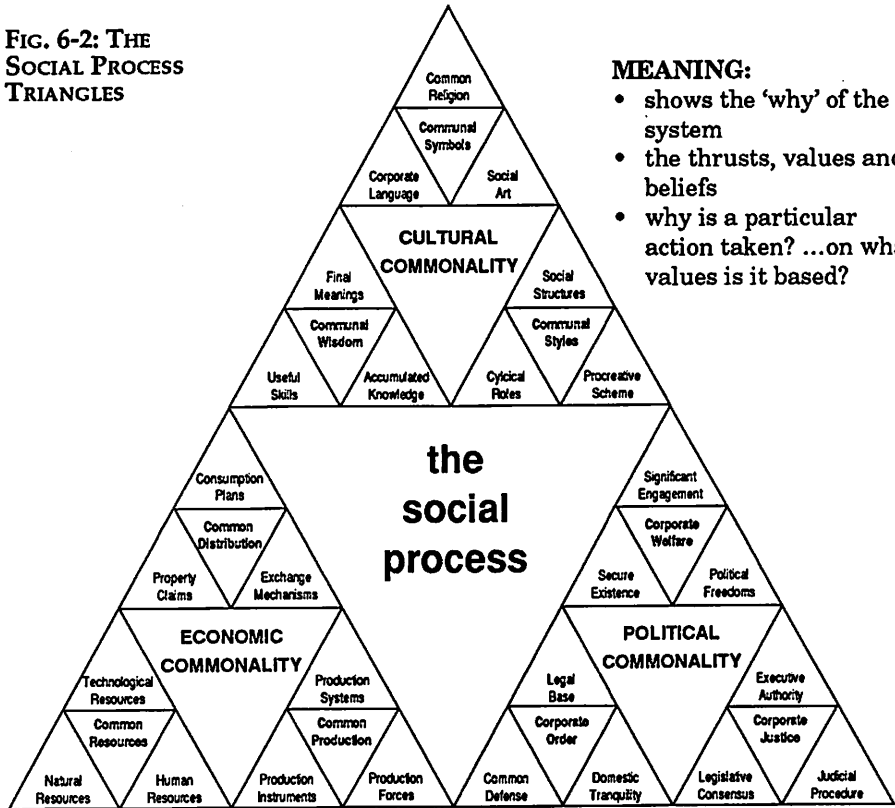 FIG. 6-2: THE
SOCIAL PROCESS
TRIANGLES
MEANING:
• shows the 'why' of the
system
• the thrusts, values and
beliefs
• why is a particular
action taken? ...on
values is it based?
Common
Religion
Communal
Symbols
Corporate
Language
Social
Art
CULTURAL
COMMONALITY
Final
Meanings
Communal
Wisdom
Useful
Skills
Accumulated
Knowledge
Social
Structures
Communal
Styles
Cylcical
Roles
Procreative
Scheme
the
social
process
Consumption
Plans
Common
Distribution
Property
Claims
Exchange
Mechanisms
ECONOMIC
COMMONALITY
Technological
Resources
Common
Resources
Natural
Resources
Human
Resources
Production
Systems
Common
Production
Production
Instruments
Production
Forces
Significant
Engagement
Corporate
Welfare
Secure
Existence
Political
Freedoms
POLITICAL
COMMONALITY
Legal
Base
Corporate
Order
Common
Defense
Domestic
Tranquility
Executive
Authority
Corporate
Justice
Legislative
Consensus
Judicial
Procedure